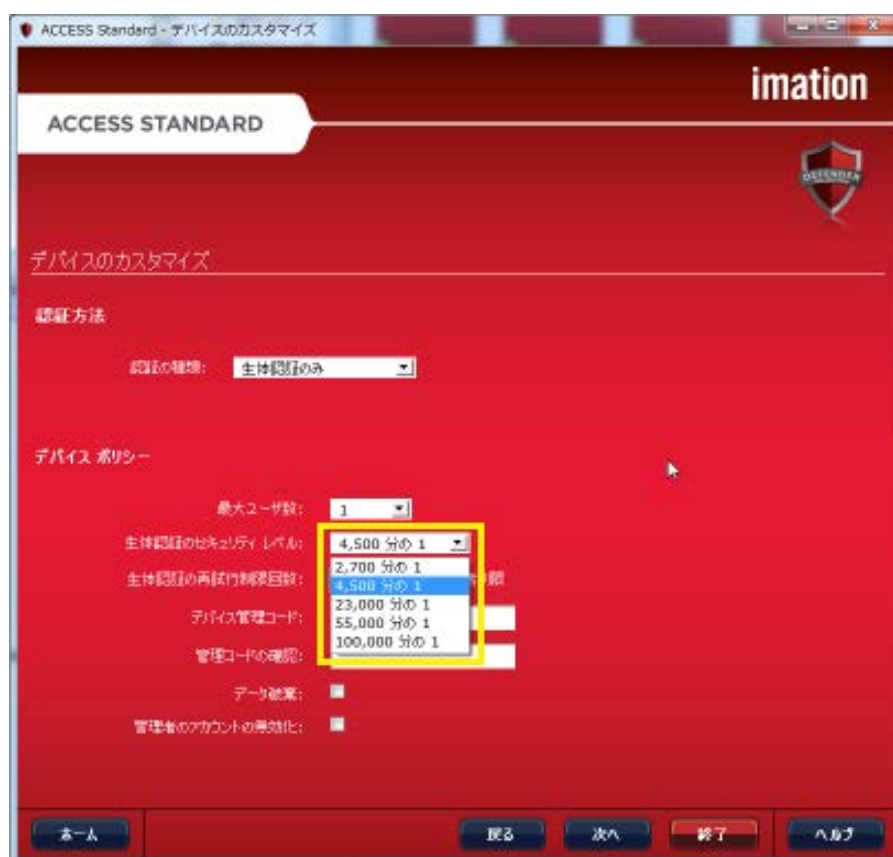 ACCESS Standard - デバイスのカスタマイズ
imation
ACCESS STANDARD
DEFENDER
デバイスのカスタマイズ
認証方法
認証の種類: 生体認証のみ
デバイス ポリシー
最大ユーザ数: 1
生体認証のセキュリティ レベル: 4,500 分の 1
2,700 分の 1
生体認証の再試行制限回数: 4,500 分の 1
23,000 分の 1
デバイス管理コード: 55,000 分の 1
100,000 分の 1
管理コードの確認:
データ破棄:
管理者のアカウントの無効化:
ホーム 戻る 次へ 終了 ヘルプ